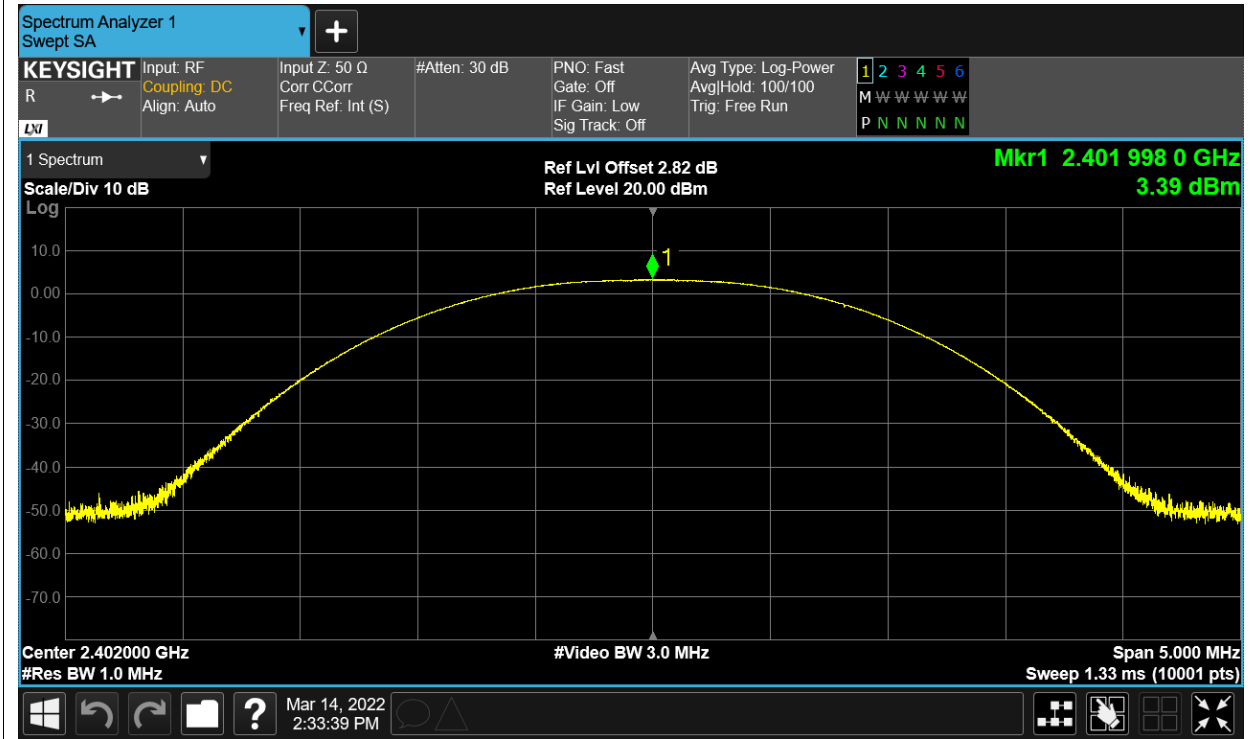 Spectrum Analyzer 1
Swept SA
KEYSIGHT
R
LXI
Input: RF
Coupling: DC
Align: Auto
Input Z: 50 Ω
Corr CCorr
Freq Ref: Int (S)
#Atten: 30 dB
PNO: Fast
Gate: Off
IF Gain: Low
Sig Track: Off
Avg Type: Log-Power
Avg|Hold: 100/100
Trig: Free Run
1 2 3 4 5 6
M W W W W W W
P N N N N N N
1 Spectrum
Scale/Div 10 dB
Log
Ref Lvl Offset 2.82 dB
Ref Level 20.00 dBm
Mkr1 2.401 998 0 GHz
3.39 dBm
1
10.0
0.00
-10.0
-20.0
-30.0
-40.0
-50.0
-60.0
-70.0
Center 2.402000 GHz
#Res BW 1.0 MHz
#Video BW 3.0 MHz
Span 5.000 MHz
Sweep 1.33 ms (10001 pts)
?
Mar 14, 2022
2:33:39 PM